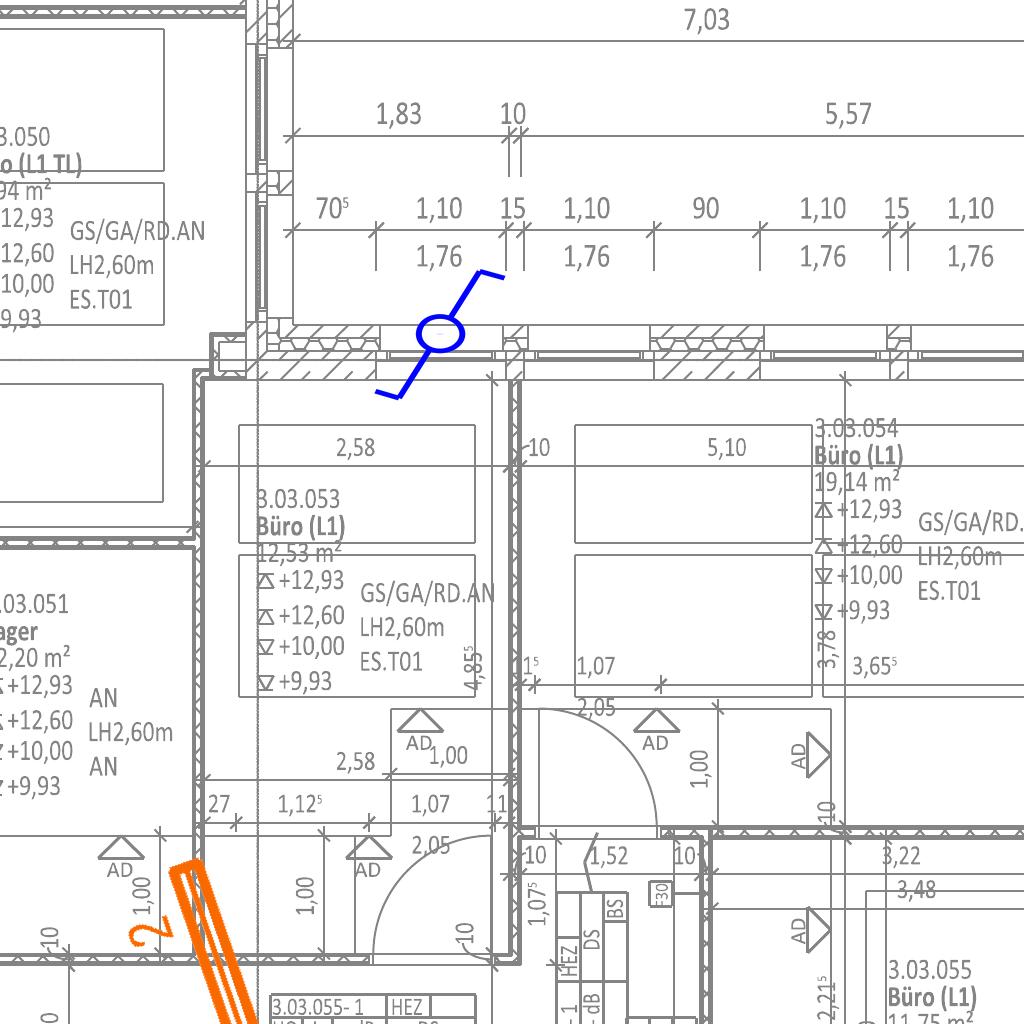 7,03
1,83 10 5,57
70⁵ 1,10 15 1,10 90 1,10 15 1,10
1,76 1,76 1,76 1,76
3.050
o (L1 TL)
94 m²
12,93
12,60
10,00
9,93
GS/GA/RD.AN
LH2,60m
ES.T01
2,58 10 5,10
3.03.053
Büro (L1)
12,53 m²
+12,93
+12,60
+10,00
+9,93
GS/GA/RD.AN
LH2,60m
ES.T01
4,85⁵
3.03.054
Büro (L1)
19,14 m²
+12,93
+12,60
+10,00
+9,93
GS/GA/RD.
LH2,60m
ES.T01
3,78
.03.051
ager
2,20 m²
+12,93
+12,60
+10,00
+9,93
AN
LH2,60m
AN
1⁵ 1,07 3,65⁵
2,05
AD 1,00
AD
1,00
AD
10
2,58
27 1,12⁵ 1,07 11
2,05
AD
1,00
AD
1,00
10
10
2
10 1,52 10
1,07⁵
F30
BS
DS
HEZ
- 1
- dB
3,22
3,48
AD
2,21⁵
3.03.055
Büro (L1)
11,75 m²
3.03.055- 1 HEZ
10